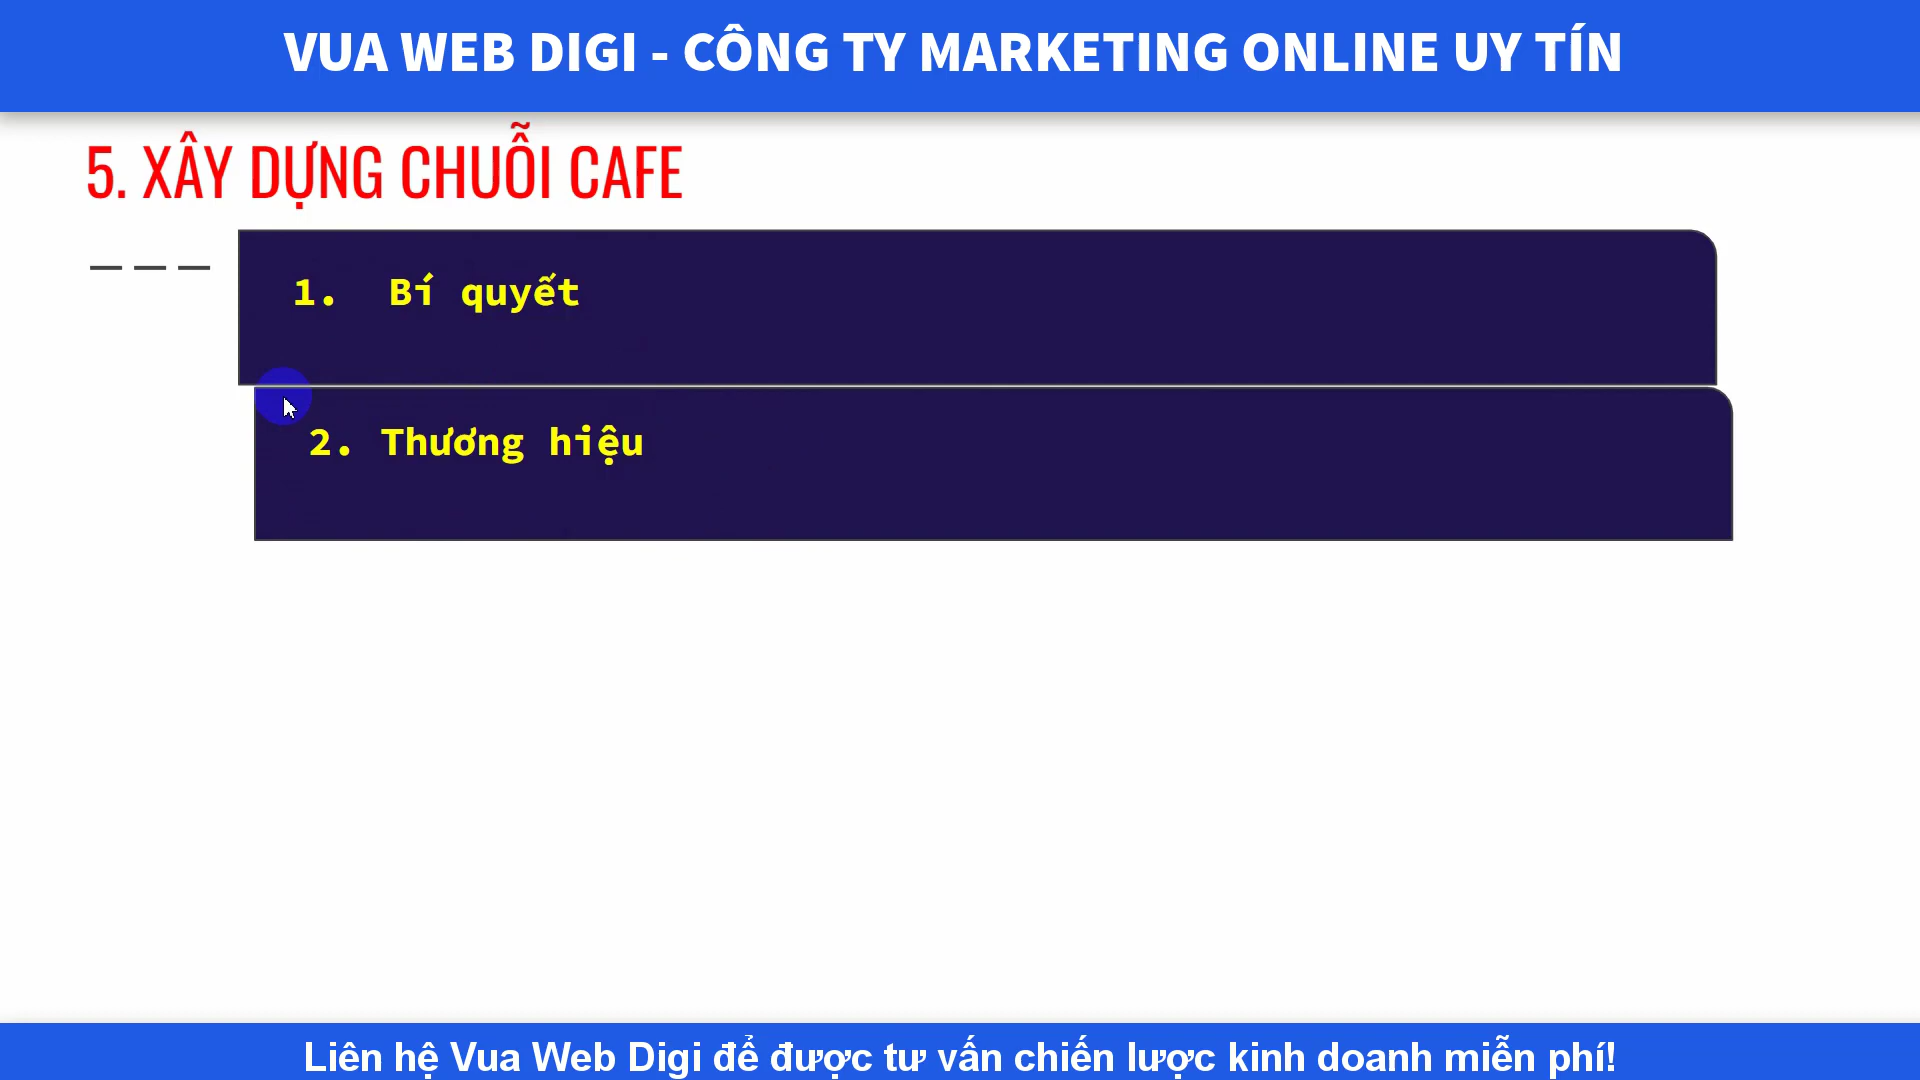 VUA WEB DIGI - CÔNG TY MARKETING ONLINE UY TÍN
5. XÂY DỰNG CHUỖI CAFE
1. Bí quyết
2. Thương hiệu
Liên hệ Vua Web Digi để được tư vấn chiến lược kinh doanh miễn phí!